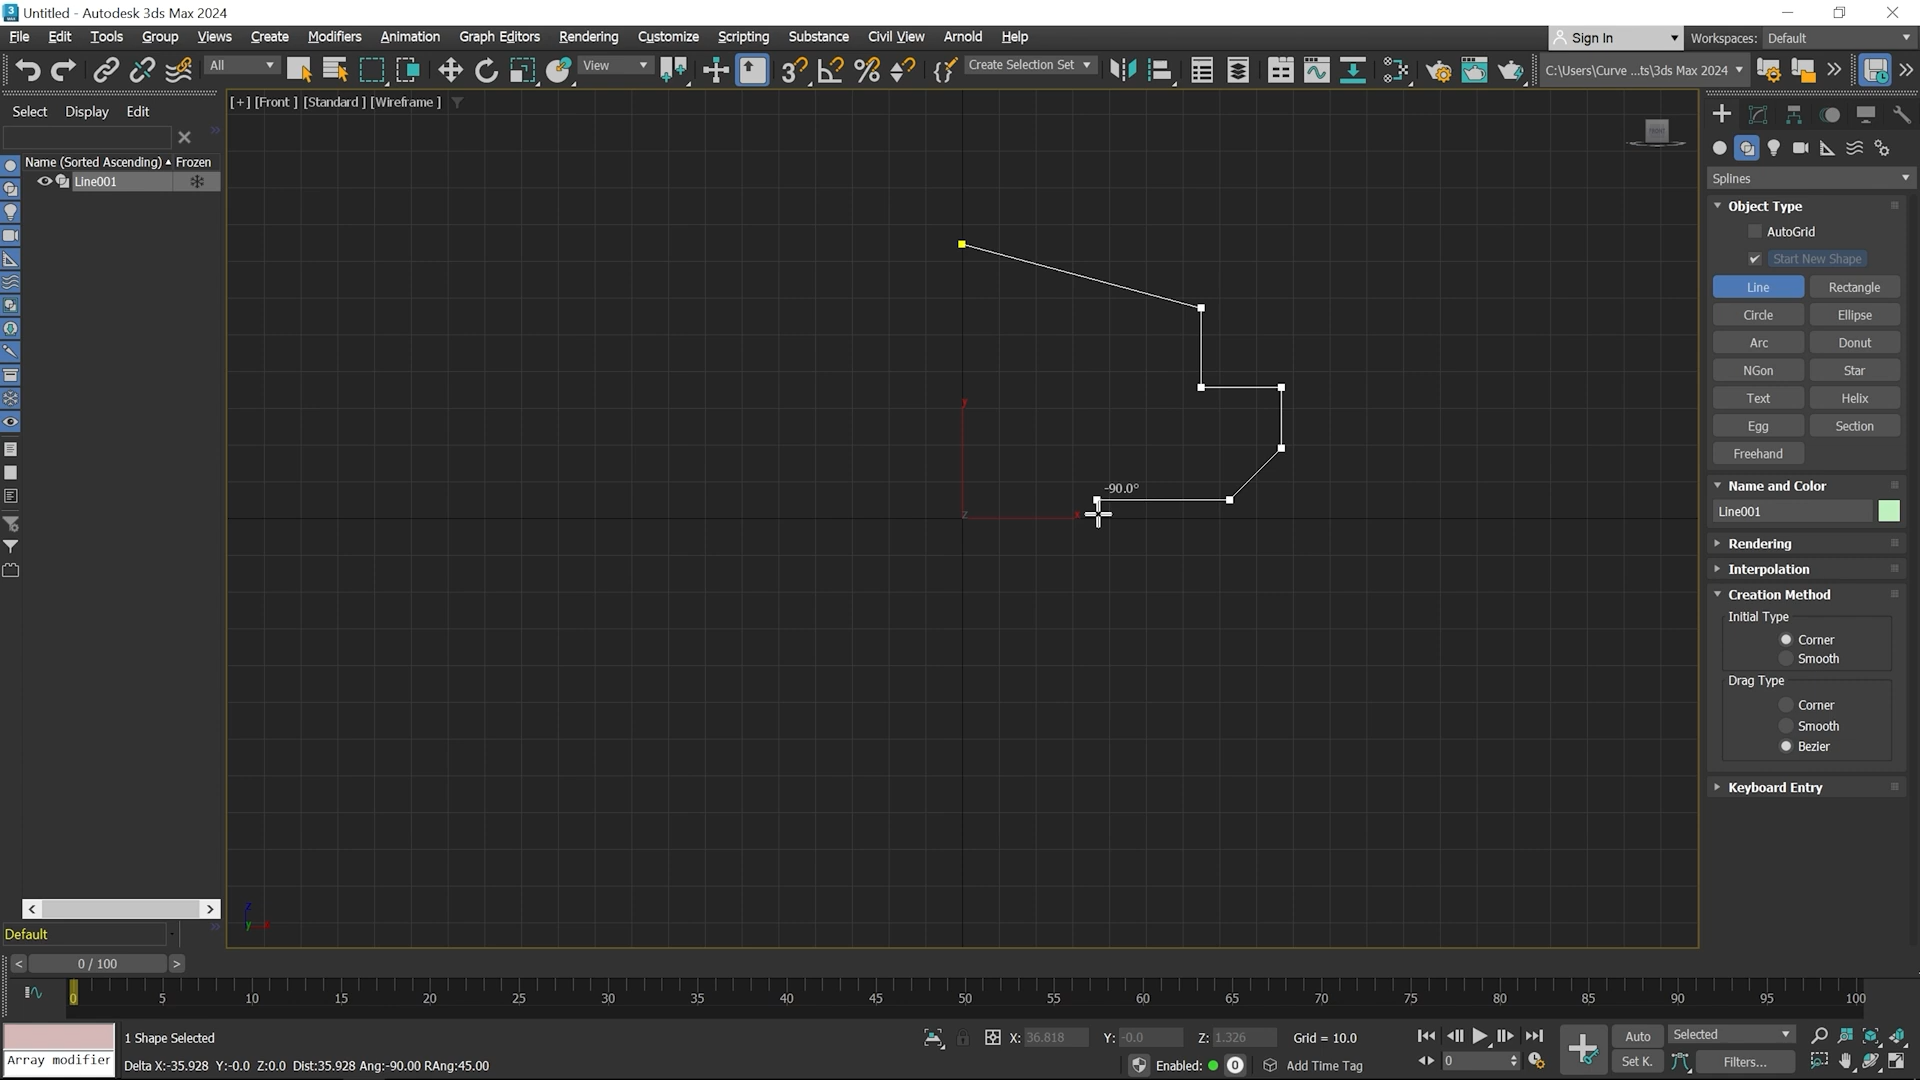 Untitled - Autodesk 3ds Max 2024
File Edit Tools Group Views Create Modifiers Animation Graph Editors Rendering Customize Scripting Substance Civil View Arnold Help
Sign In Workspaces: Default
All View Create Selection Set C:\Users\Curve ...ts\3ds Max 2024
Select Display Edit
[+] [Front ] [Standard ] [Wireframe ]
Name (Sorted Ascending) Frozen
Line001
FRONT
y
-90.0°
z x
z
y x
Splines
Object Type
AutoGrid
Start New Shape
Line Rectangle
Circle Ellipse
Arc Donut
NGon Star
Text Helix
Egg Section
Freehand
Name and Color
Line001
Rendering
Interpolation
Creation Method
Initial Type
Corner
Smooth
Drag Type
Corner
Smooth
Bezier
Keyboard Entry
Default
< 0 / 100 >
0 5 10 15 20 25 30 35 40 45 50 55 60 65 70 75 80 85 90 95 100
1 Shape Selected X: 36.818 Y: -0.0 Z: 1.326 Grid = 10.0 Auto Selected
Array modifier Delta X:-35.928 Y:-0.0 Z:0.0 Dist:35.928 Ang:-90.00 RAng:45.00 Enabled: 0 Add Time Tag 0 Set K. Filters...